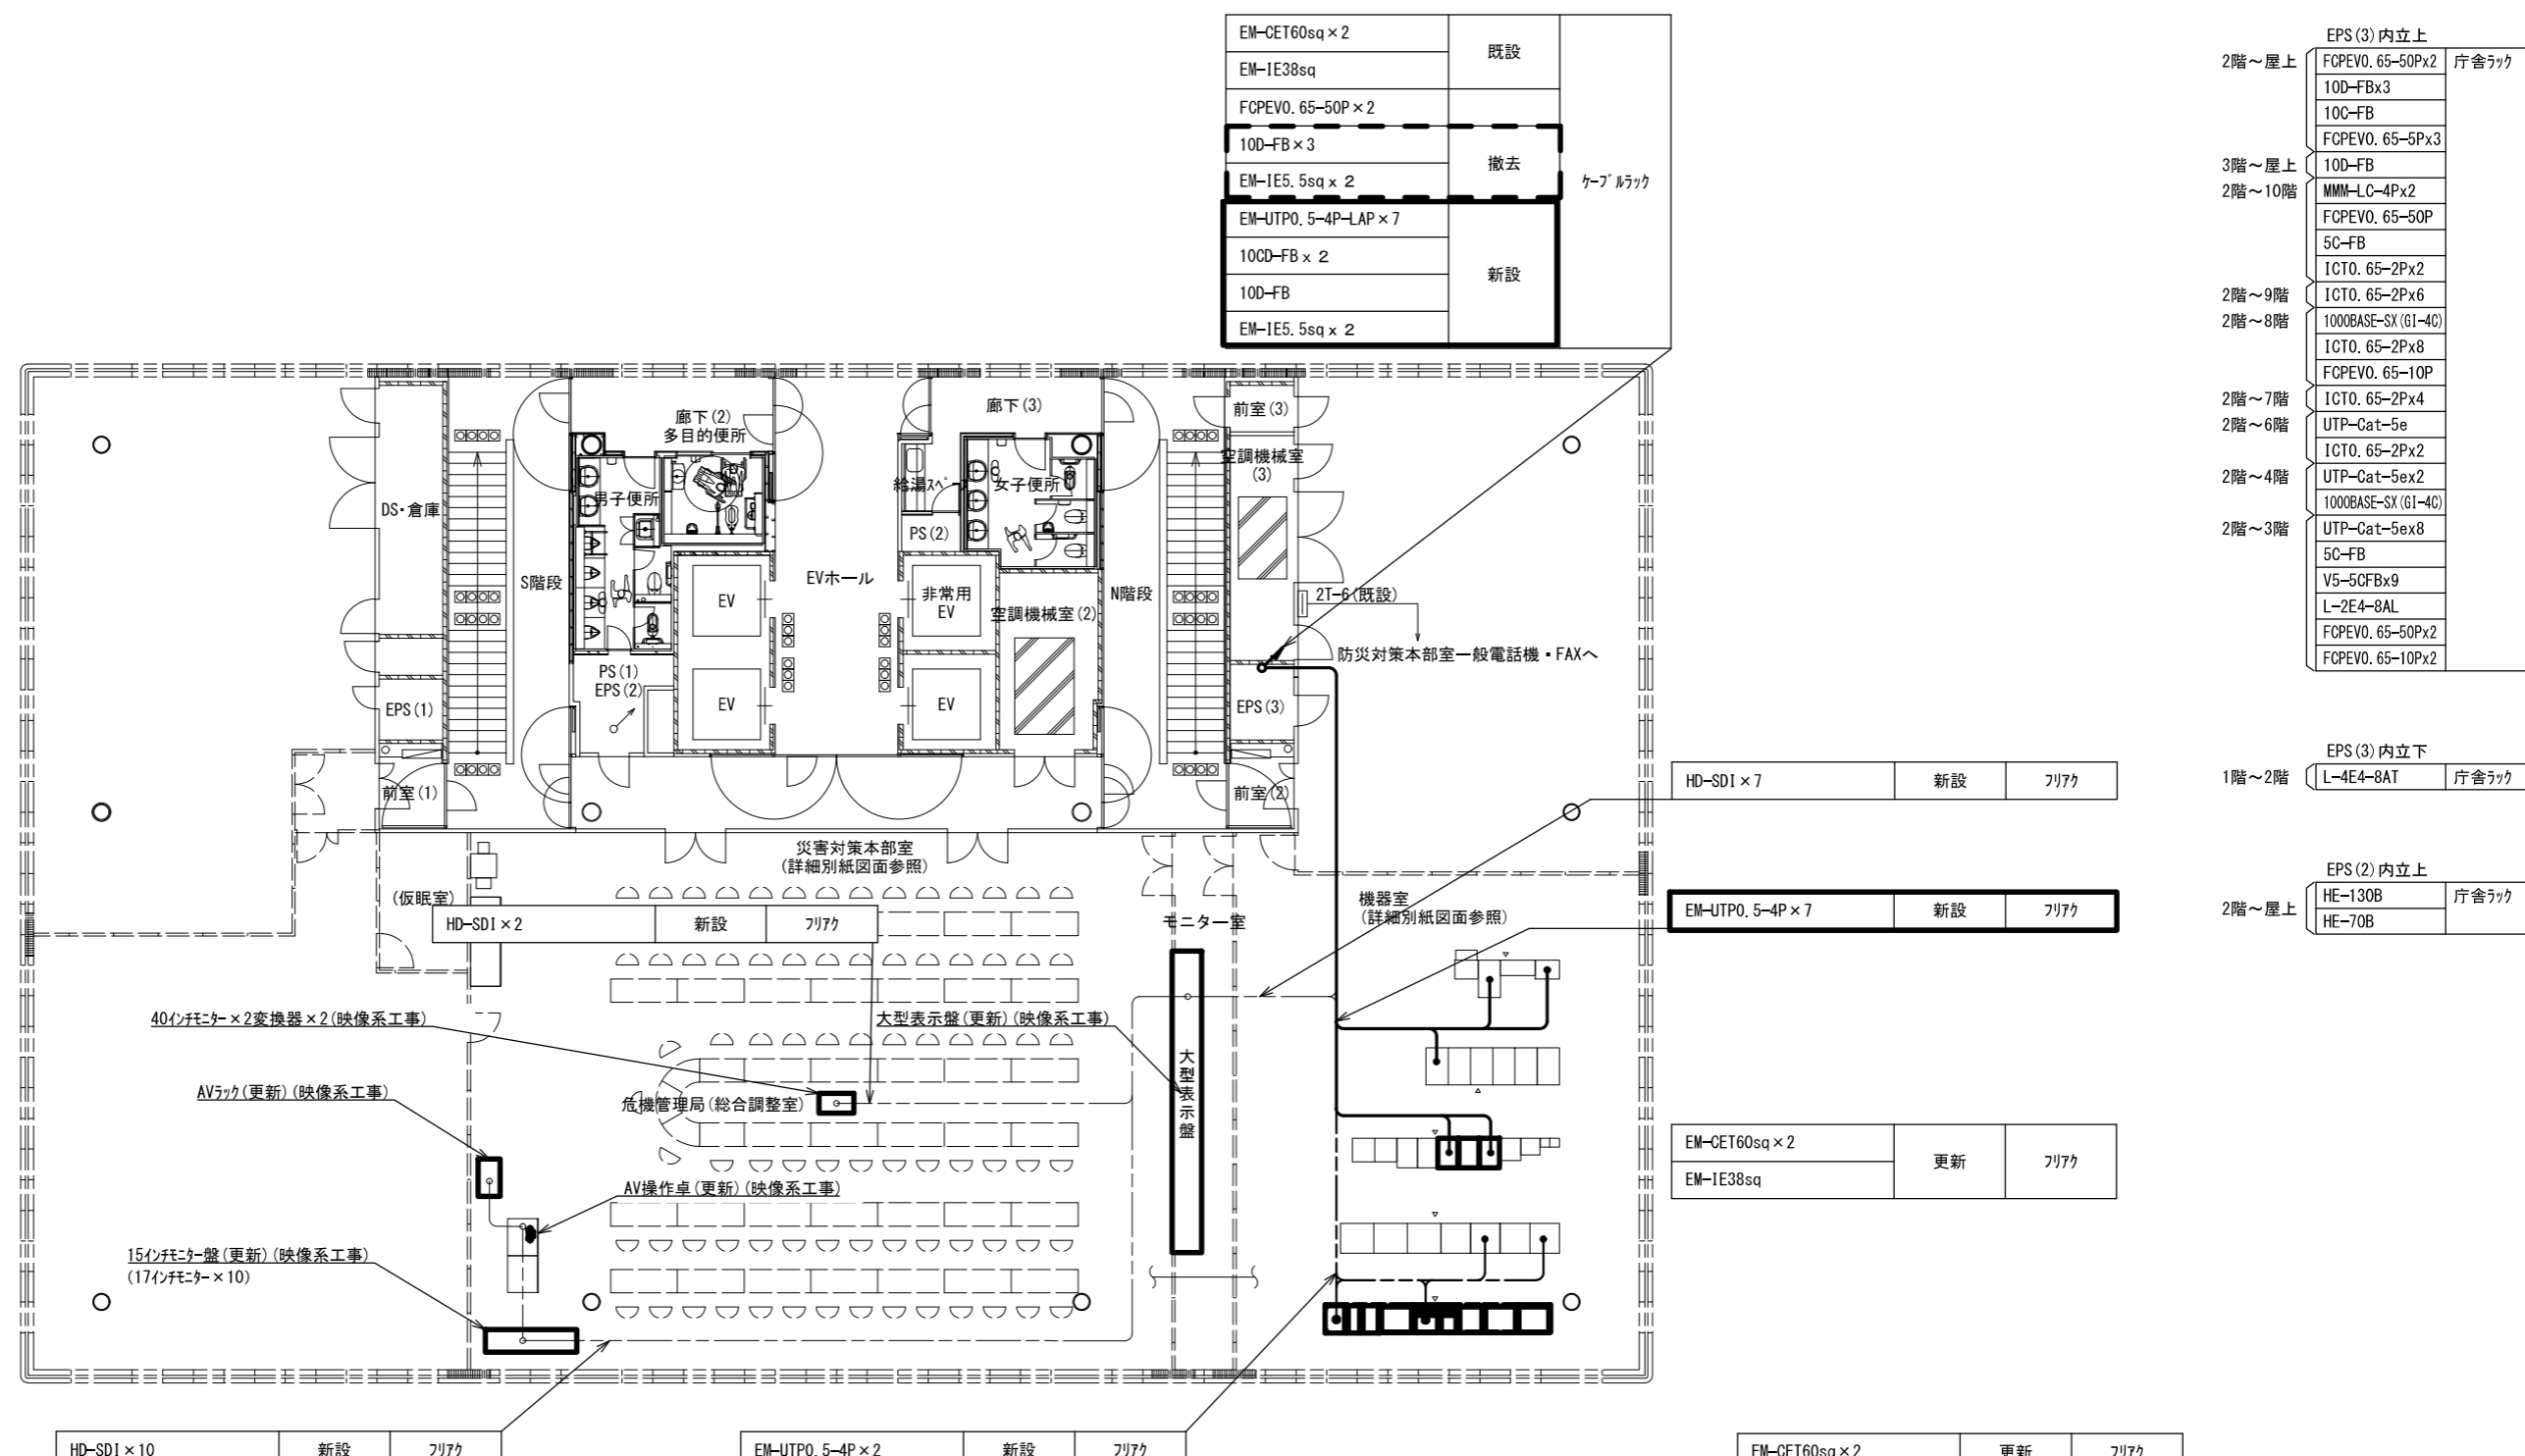 EM-CET60sq×2
既設
EM-IE38sq
FCPEV0.65-50P×2
10D-FB×3
撤去
EM-IE5.5sq x 2
ｹｰﾌﾞﾙﾗｯｸ
EM-UTP0.5-4P-LAP×7
10CD-FB x 2
新設
10D-FB
EM-IE5.5sq x 2
EPS(3)内立上
2階～屋上 FCPEV0.65-50Px2 庁舎ﾗｯｸ
10D-FBx3
10C-FB
FCPEV0.65-5Px3
3階～屋上 10D-FB
2階～10階 MMM-LC-4Px2
FCPEV0.65-50P
5C-FB
ICT0.65-2Px2
2階～9階 ICT0.65-2Px6
2階～8階 1000BASE-SX(GI-4C)
ICT0.65-2Px8
FCPEV0.65-10P
2階～7階 ICT0.65-2Px4
2階～6階 UTP-Cat-5e
ICT0.65-2Px2
2階～4階 UTP-Cat-5ex2
1000BASE-SX(GI-4C)
2階～3階 UTP-Cat-5ex8
5C-FB
V5-5CFBx9
L-2E4-8AL
FCPEV0.65-50Px2
FCPEV0.65-10Px2
EPS(3)内立下
1階～2階 L-4E4-8AT 庁舎ﾗｯｸ
EPS(2)内立上
2階～屋上 HE-130B 庁舎ﾗｯｸ
HE-70B
廊下(2)
多目的便所
廊下(3)
前室(3)
空調機械室
(3)
男子便所
給湯ｽﾍﾟｰｽ
女子便所
DS・倉庫
PS(2)
S階段
EVホール
EV
非常用
EV
N階段
空調機械室(2)
2T-6(既設)
防災対策本部室一般電話機・FAXへ
PS(1)
EPS(2)
EV
EV
EPS(1)
EPS(3)
前室(1)
前室(2)
HD-SDI×7 新設 ﾌﾘｱｸ
災害対策本部室
(詳細別紙図面参照)
(仮眠室)
HD-SDI×2 新設 ﾌﾘｱｸ
モニター室
機器室
(詳細別紙図面参照)
EM-UTP0.5-4P×7 新設 ﾌﾘｱｸ
40ｲﾝﾁﾓﾆﾀｰ×2変換器×2(映像系工事)
大型表示盤(更新)(映像系工事)
大型表示盤
AVﾗｯｸ(更新)(映像系工事)
危機管理局(総合調整室)
EM-CET60sq×2
更新 ﾌﾘｱｸ
EM-IE38sq
AV操作卓(更新)(映像系工事)
15ｲﾝﾁﾓﾆﾀｰ盤(更新)(映像系工事)
(17ｲﾝﾁﾓﾆﾀｰ×10)
HD-SDI×10 新設 ﾌﾘｱｸ
EM-UTP0.5-4P×2 新設 ﾌﾘｱｸ
EM-CET60sq×2 更新 ﾌﾘｱｸ